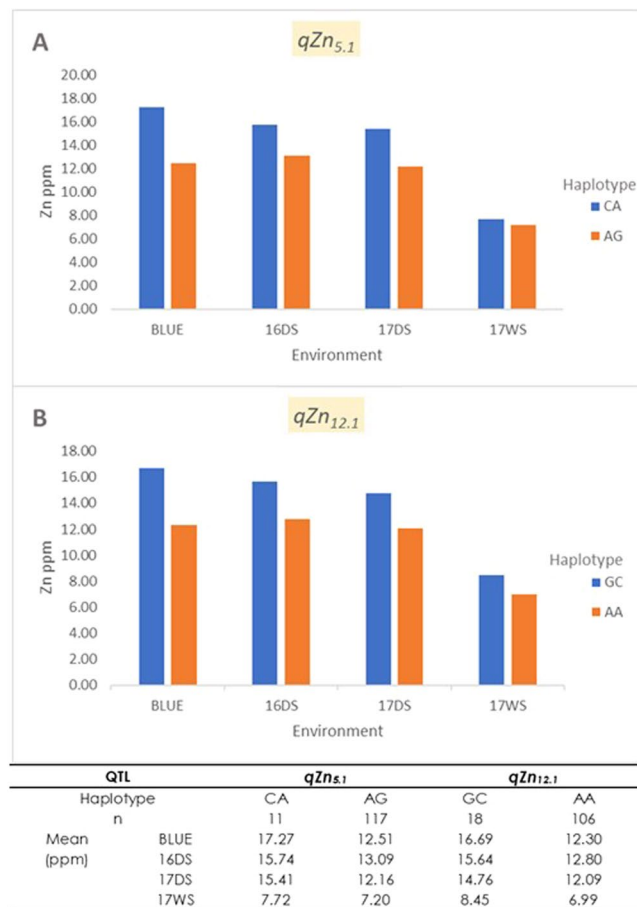 A
qZn5.1
20.00
18.00
16.00
14.00
12.00
10.00
8.00
6.00
4.00
2.00
0.00
Zn ppm
BLUE 16DS 17DS 17WS
Environment
Haplotype
CA
AG
B
qZn12.1
18.00
16.00
14.00
12.00
10.00
8.00
6.00
4.00
2.00
0.00
Zn ppm
BLUE 16DS 17DS 17WS
Environment
Haplotype
GC
AA
QTL qZn5.1 qZn12.1
Haplotype CA AG GC AA
n 11 117 18 106
Mean BLUE 17.27 12.51 16.69 12.30
(ppm) 16DS 15.74 13.09 15.64 12.80
17DS 15.41 12.16 14.76 12.09
17WS 7.72 7.20 8.45 6.99